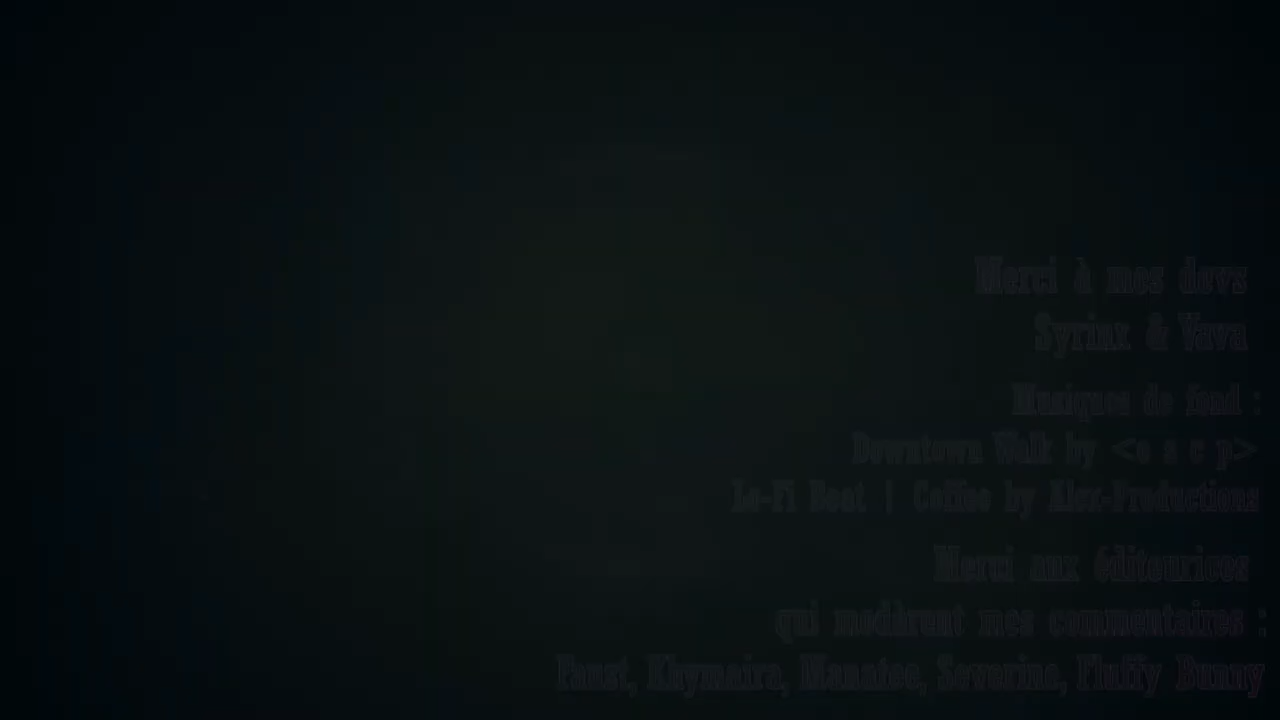 Merci à mes devs
Syrinx & Vava
Musiques de fond :
Downtown Walk by <e s c p>
Lo-Fi Beat | Coffee by Alex-Productions
Merci aux éditeurices
qui modèrent mes commentaires :
Faust, Khymaira, Manatee, Severine, Fluffy Bunny